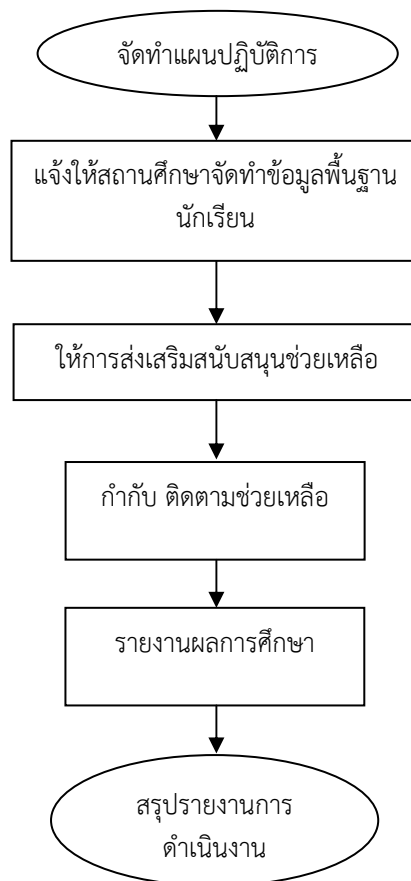 จัดทำแผนปฏิบัติการ
แจ้งให้สถานศึกษาจัดทำข้อมูลพื้นฐาน
นักเรียน
ให้การส่งเสริมสนับสนุนช่วยเหลือ
กำกับ ติดตามช่วยเหลือ
รายงานผลการศึกษา
สรุปรายงานการ
ดำเนินงาน